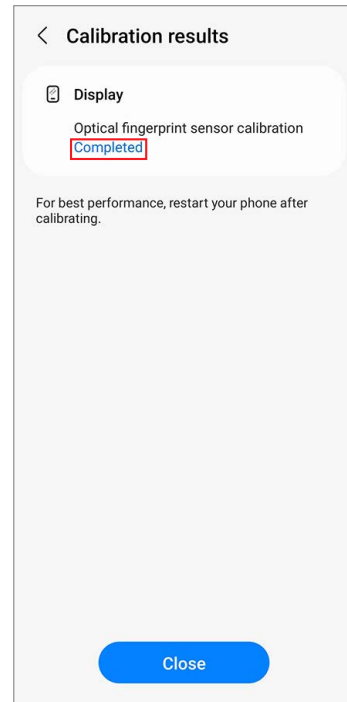 Calibration results
Display
Optical fingerprint sensor calibration
Completed
For best performance, restart your phone after
calibrating.
Close